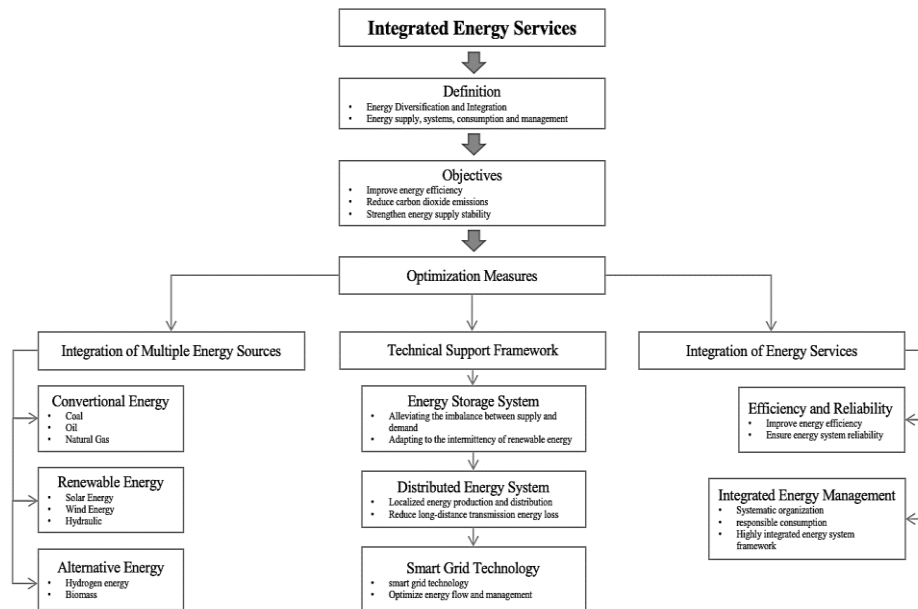 Integrated Energy Services
Definition
• Energy Diversification and Integration
• Energy supply, systems, consumption and management
Objectives
• Improve energy efficiency
• Reduce carbon dioxide emissions
• Strengthen energy supply stability
Optimization Measures
Integration of Multiple Energy Sources
Convertional Energy
• Coal
• Oil
• Natural Gas
Renewable Energy
• Solar Energy
• Wind Energy
• Hydraulic
Alternative Energy
• Hydrogen energy
• Biomass
Technical Support Framework
Energy Storage System
• Alleviating the imbalance between supply and
demand
• Adapting to the intermittency of renewable energy
Distributed Energy System
• Localized energy production and distribution
• Reduce long-distance transmission energy loss
Smart Grid Technology
• smart grid technology
• Optimize energy flow and management
Integration of Energy Services
Efficiency and Reliability
• Improve energy efficiency
• Ensure energy system reliability
Integrated Energy Management
• Systematic organization
• responsible consumption
• Highly integrated energy system
framework